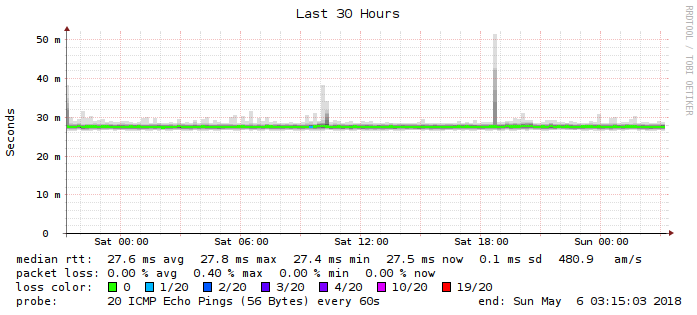 Last 30 Hours
RRDTOOL / TOBI OETIKER
Seconds
50 m
40 m
30 m
20 m
10 m
0
Sat 00:00 Sat 06:00 Sat 12:00 Sat 18:00 Sun 00:00
median rtt: 27.6 ms avg 27.8 ms max 27.4 ms min 27.5 ms now 0.1 ms sd 480.9 am/s
packet loss: 0.00 % avg 0.40 % max 0.00 % min 0.00 % now
loss color: 0 1/20 2/20 3/20 4/20 10/20 19/20
probe: 20 ICMP Echo Pings (56 Bytes) every 60s end: Sun May 6 03:15:03 2018